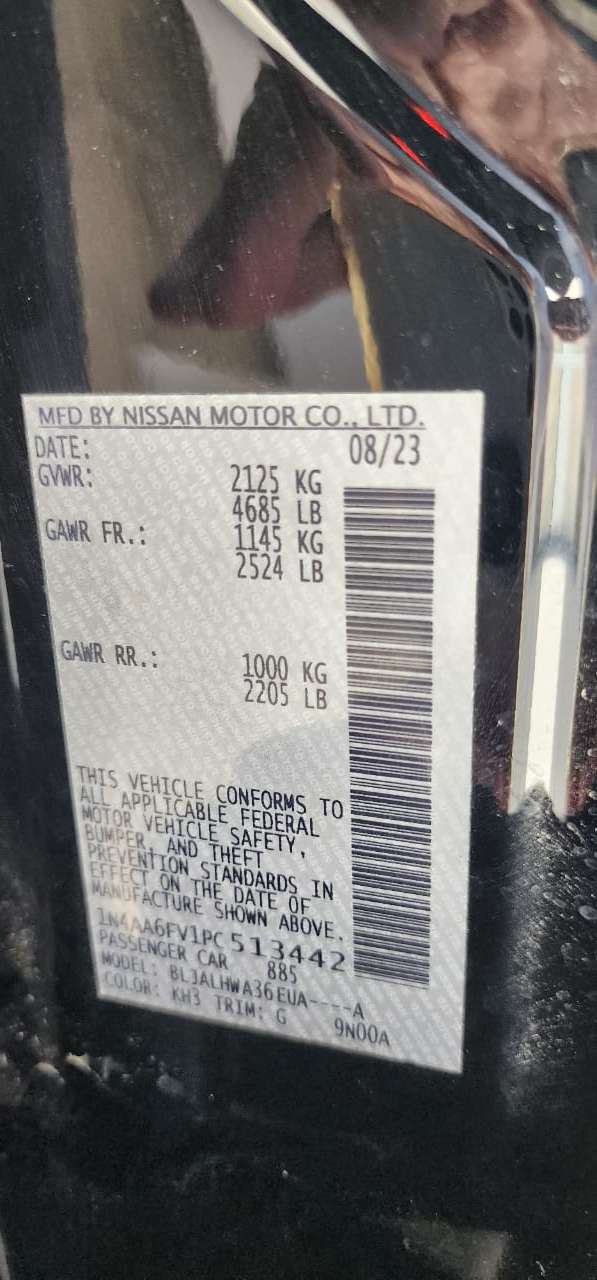 MFD BY NISSAN MOTOR CO., LTD.
DATE: 08/23
GVWR: 2125 KG
4685 LB
GAWR FR.: 1145 KG
2524 LB
GAWR RR.: 1000 KG
2205 LB
THIS VEHICLE CONFORMS TO
ALL APPLICABLE FEDERAL
MOTOR VEHICLE SAFETY,
BUMPER, AND THEFT
PREVENTION STANDARDS IN
EFFECT ON THE DATE OF
MANUFACTURE SHOWN ABOVE.
1N4AA6FV1PC513442
PASSENGER CAR 885
MODEL: BL3ALHWA36EUA----A
COLOR: KH3 TRIM: G 9N00A